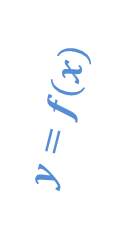 y = f(x)